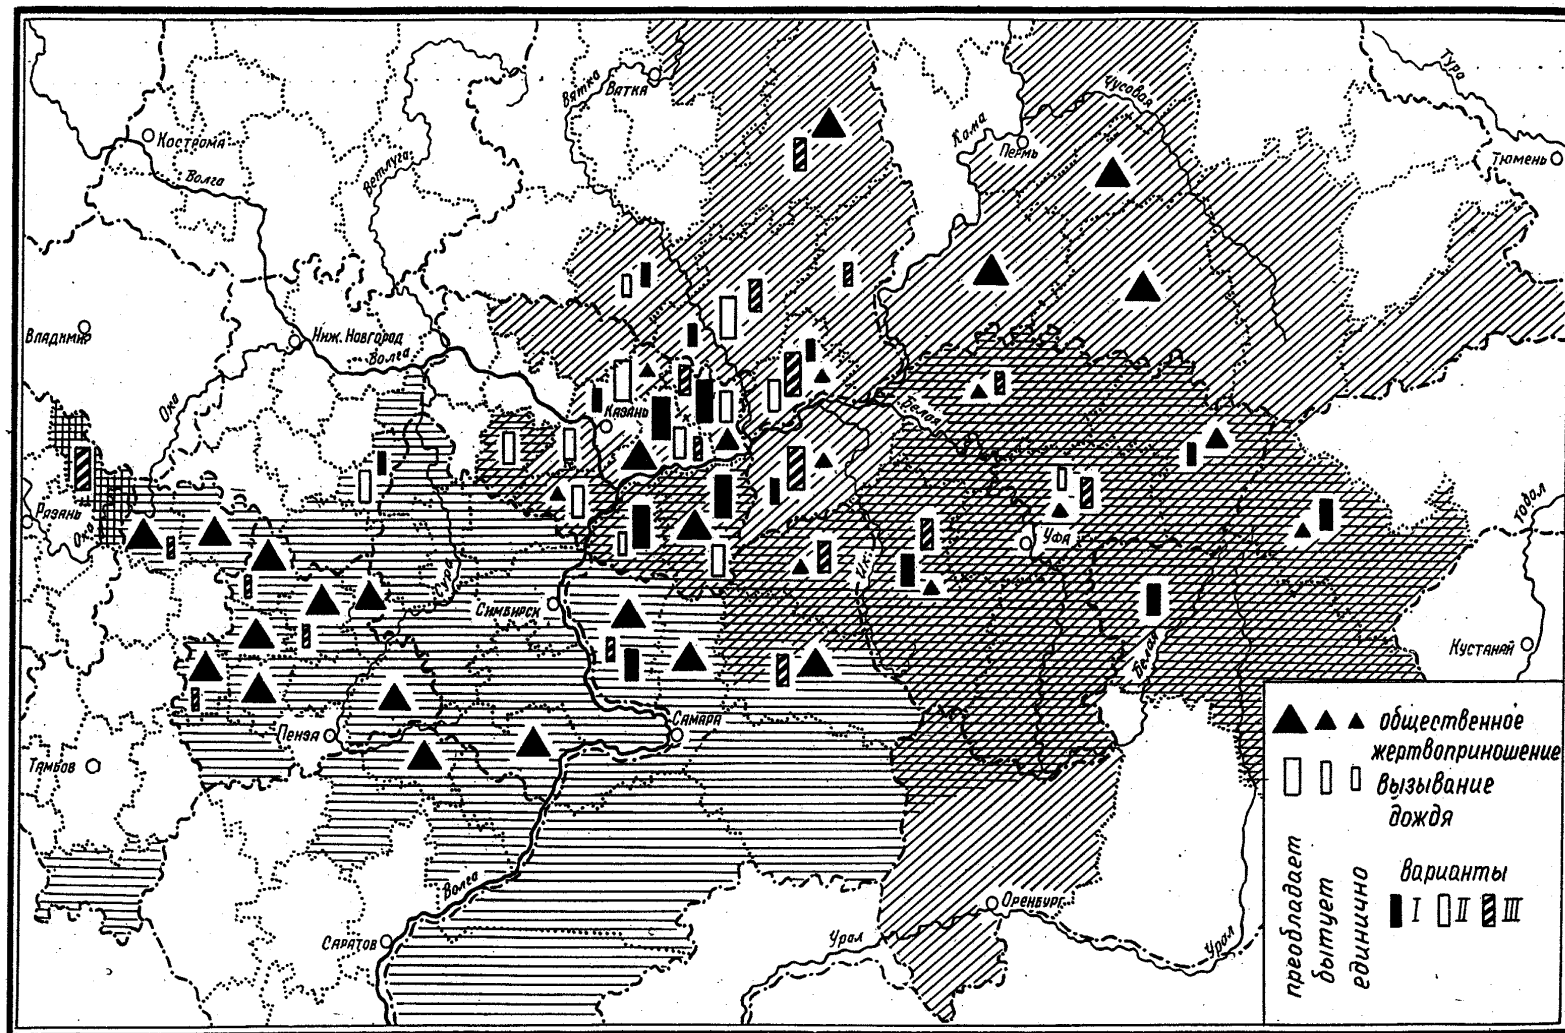 Вятка
Вятка
Тура
Чусовая
Кама
Пермь
Тюмень
Кострома
Волга
Ветлуга
Владимир
Ниж. Новгород
Волга
Ока
Казань
Белая
Рязань
Ока
Сура
Симбирск
Ик
Уфа
Тобол
Белая
Кустанай
Пенза
Самара
Тамбов
Волга
Саратов
Урал
Оренбург
Урал
общественное
жертвоприношение
вызывание
дождя
преобладает
бытует
единично
варианты
I II III